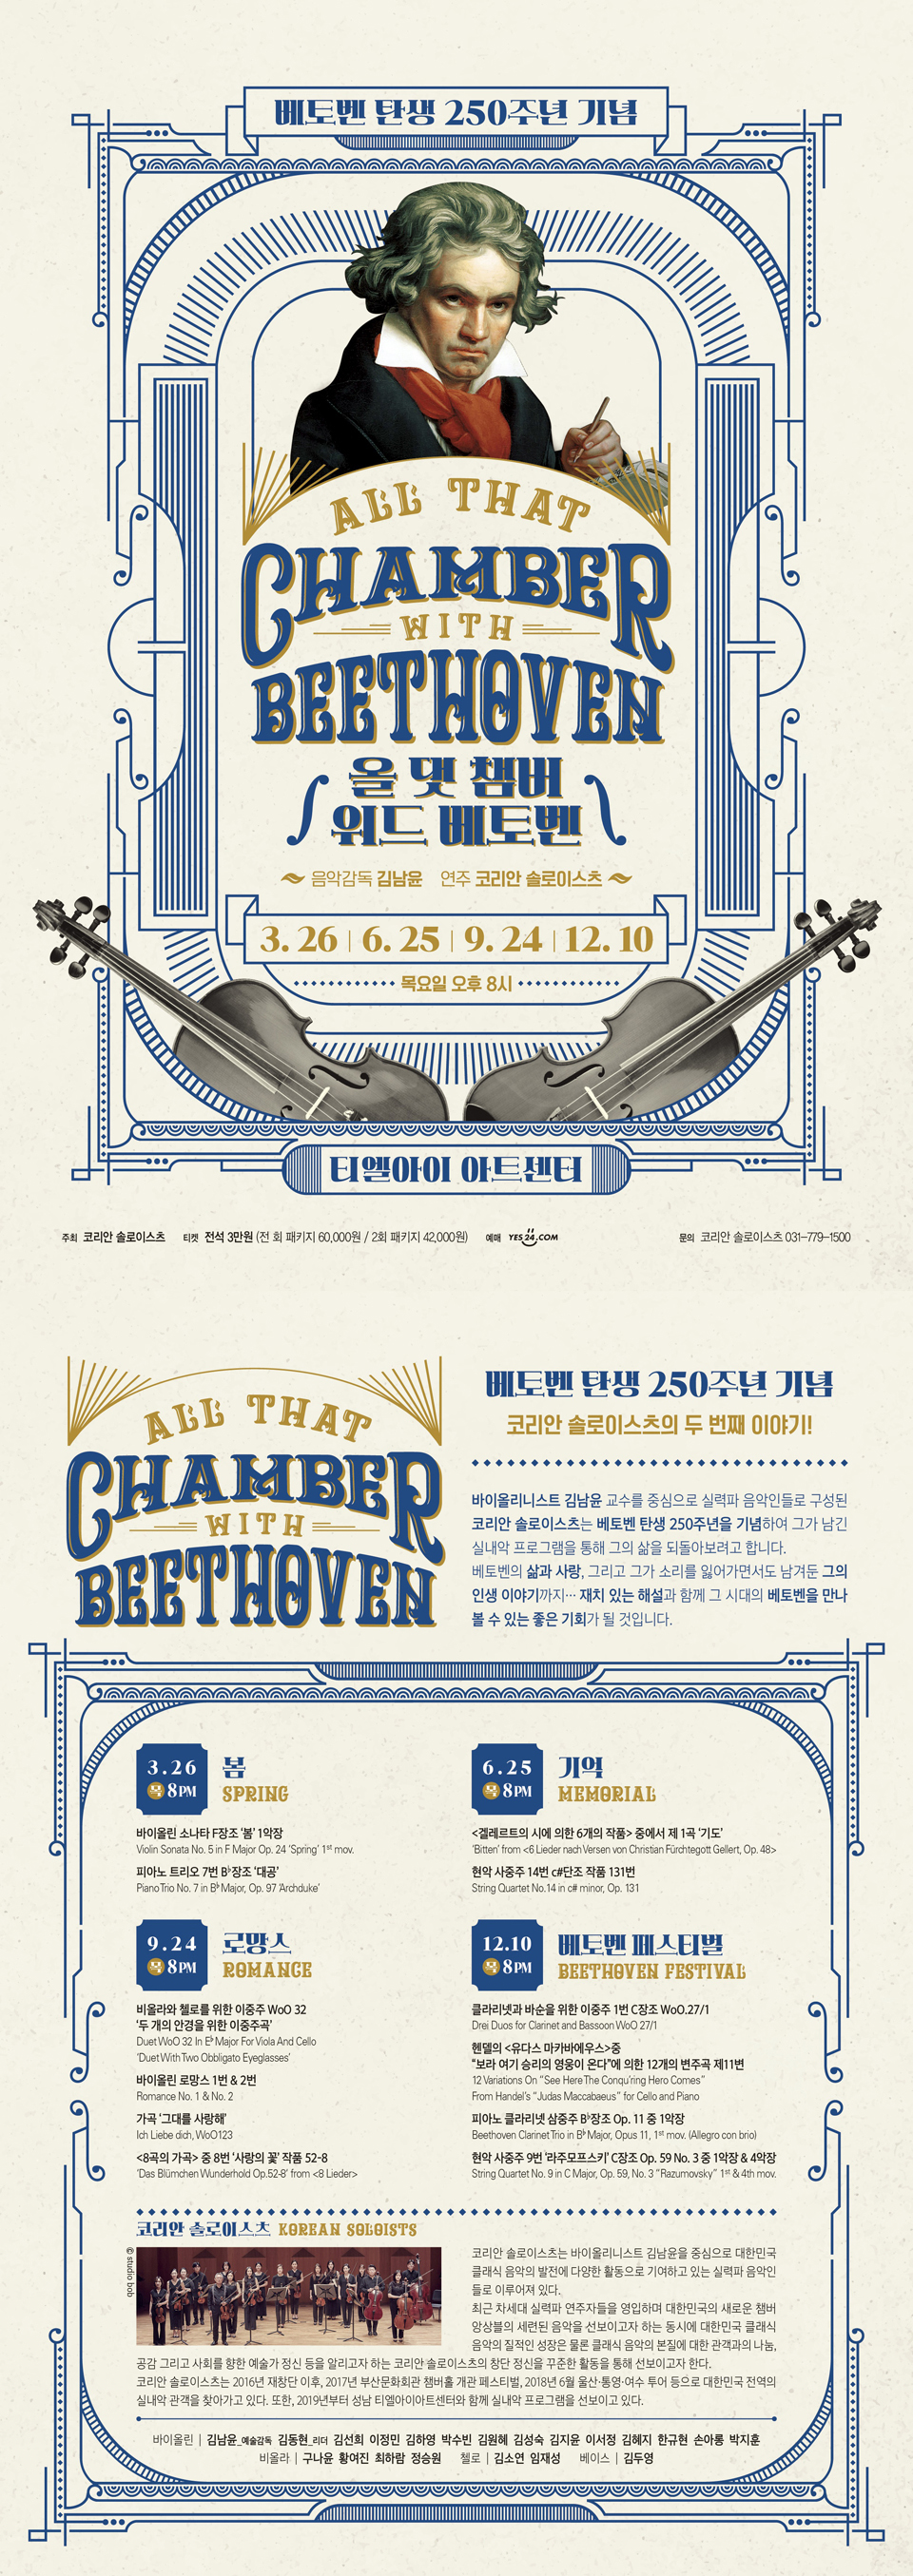 베토벤 탄생 250주년 기념
ALL THAT
CHAMBER
WITH
BEETHOVEN
올 댓 챔버
위드 베토벤
음악감독 김남윤 연주 코리안 솔로이스츠
3. 26 | 6. 25 | 9. 24 | 12. 10
목요일 오후 8시
티엘아이 아트센터
주최 코리안 솔로이스츠 티켓 전석 3만원 (전 회 패키지 60,000원 / 2회 패키지 42,000원) 예매 YES24.COM 문의 코리안 솔로이스츠 031-779-1500
ALL THAT
CHAMBER
WITH
BEETHOVEN
베토벤 탄생 250주년 기념
코리안 솔로이스츠의 두 번째 이야기!
바이올리니스트 김남윤 교수를 중심으로 실력파 음악인들로 구성된
코리안 솔로이스츠는 베토벤 탄생 250주년을 기념하여 그가 남긴
실내악 프로그램을 통해 그의 삶을 되돌아보려고 합니다.
베토벤의 삶과 사랑, 그리고 그가 소리를 잃어가면서도 남겨둔 그의
인생 이야기까지… 재치 있는 해설과 함께 그 시대의 베토벤을 만나
볼 수 있는 좋은 기회가 될 것입니다.
3.26
목 8PM
봄
SPRING
바이올린 소나타 F장조 ‘봄’ 1악장
Violin Sonata No. 5 in F Major Op. 24 ‘Spring’ 1st mov.
피아노 트리오 7번 B♭장조 ‘대공’
Piano Trio No. 7 in B♭ Major, Op. 97 ‘Archduke’
6.25
목 8PM
기억
MEMORIAL
<겔레르트의 시에 의한 6개의 작품> 중에서 제 1곡 ‘기도’
‘Bitten’ from <6 Lieder nach Versen von Christian Fürchtegott Gellert, Op. 48>
현악 사중주 14번 c#단조 작품 131번
String Quartet No.14 in c# minor, Op. 131
9.24
목 8PM
로망스
ROMANCE
비올라와 첼로를 위한 이중주 WoO 32
‘두 개의 안경을 위한 이중주곡’
Duet WoO 32 In E♭ Major For Viola And Cello
‘Duet With Two Obbligato Eyeglasses’
바이올린 로망스 1번 & 2번
Romance No. 1 & No. 2
가곡 ‘그대를 사랑해’
Ich Liebe dich, WoO123
<8곡의 가곡> 중 8번 ‘사랑의 꽃’ 작품 52-8
‘Das Blümchen Wunderhold Op.52-8’ from <8 Lieder>
12.10
목 8PM
베토벤 페스티벌
BEETHOVEN FESTIVAL
클라리넷과 바순을 위한 이중주 1번 C장조 WoO.27/1
Drei Duos for Clarinet and Bassoon WoO 27/1
헨델의 <유다스 마카바에우스>중
“보라 여기 승리의 영웅이 온다”에 의한 12개의 변주곡 제11번
12 Variations On “See Here The Conqu'ring Hero Comes”
From Handel's “Judas Maccabaeus” for Cello and Piano
피아노 클라리넷 삼중주 B♭장조 Op. 11 중 1악장
Beethoven Clarinet Trio in B♭ Major, Opus 11, 1st mov. (Allegro con brio)
현악 사중주 9번 ‘라주모프스키’ C장조 Op. 59 No. 3 중 1악장 & 4악장
String Quartet No. 9 in C Major, Op. 59, No. 3 “Razumovsky” 1st & 4th mov.
코리안 솔로이스츠 KOREAN SOLOISTS
© studio bob
코리안 솔로이스츠는 바이올리니스트 김남윤을 중심으로 대한민국
클래식 음악의 발전에 다양한 활동으로 기여하고 있는 실력파 음악인
들로 이루어져 있다.
최근 차세대 실력파 연주자들을 영입하며 대한민국의 새로운 챔버
앙상블의 세련된 음악을 선보이고자 하는 동시에 대한민국 클래식
음악의 질적인 성장은 물론 클래식 음악의 본질에 대한 관객과의 나눔,
공감 그리고 사회를 향한 예술가 정신 등을 알리고자 하는 코리안 솔로이스츠의 창단 정신을 꾸준한 활동을 통해 선보이고자 한다.
코리안 솔로이스츠는 2016년 재창단 이후, 2017년 부산문화회관 챔버홀 개관 페스티벌, 2018년 6월 울산·통영·여수 투어 등으로 대한민국 전역의
실내악 관객을 찾아가고 있다. 또한, 2019년부터 성남 티엘아이아트센터와 함께 실내악 프로그램을 선보이고 있다.
바이올린 | 김남윤_예술감독 김동현_리더 김선희 이정민 김하영 박수빈 김원혜 김성숙 김지윤 이서정 김혜지 한규현 손아롱 박지훈
비올라 | 구나윤 황여진 최하람 정승원 첼로 | 김소연 임재성 베이스 | 김두영